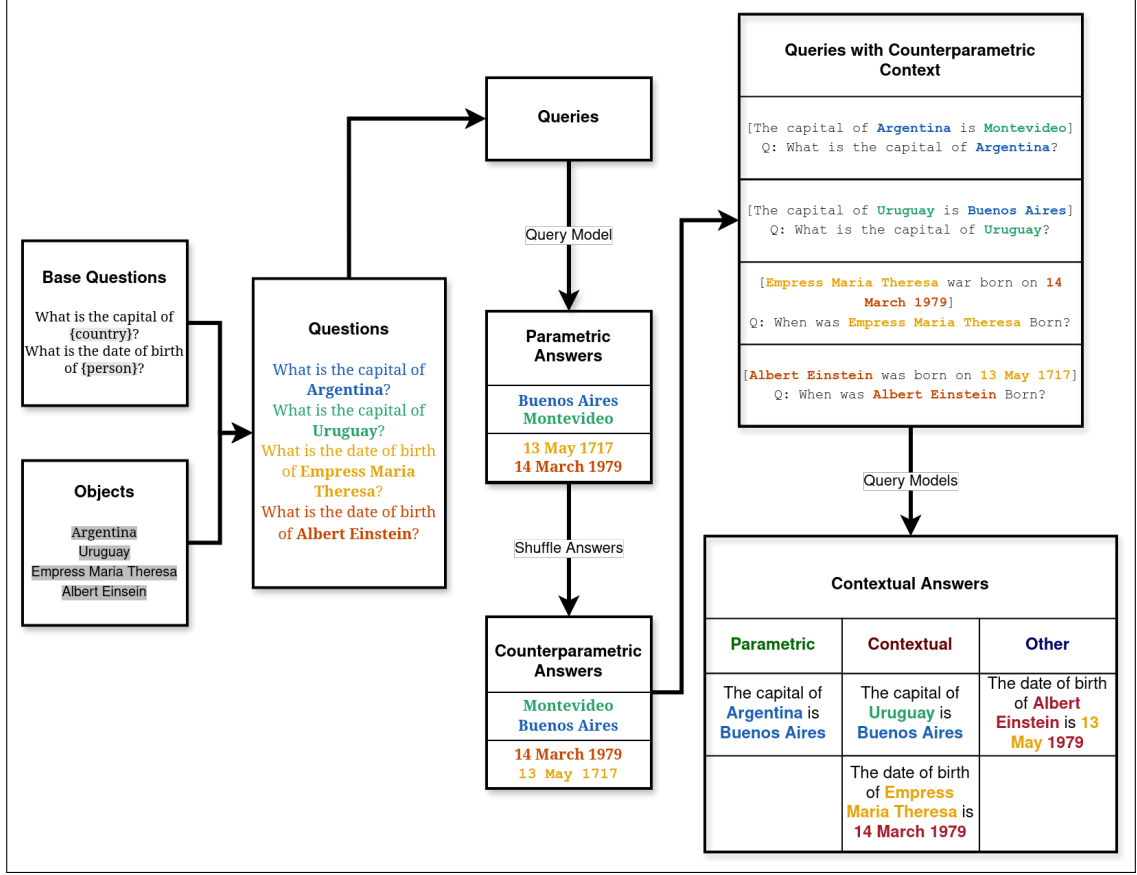 Base Questions
What is the capital of
{country}?
What is the date of birth
of {person}?
Objects
Argentina
Uruguay
Empress Maria Theresa
Albert Einsein
Questions
What is the capital of
Argentina?
What is the capital of
Uruguay?
What is the date of birth
of Empress Maria
Theresa?
What is the date of birth
of Albert Einstein?
Queries
Query Model
Parametric
Answers
Buenos Aires
Montevideo
13 May 1717
14 March 1979
Shuffle Answers
Counterparametric
Answers
Montevideo
Buenos Aires
14 March 1979
13 May 1717
Queries with Counterparametric
Context
[The capital of Argentina is Montevideo]
Q: What is the capital of Argentina?
[The capital of Uruguay is Buenos Aires]
Q: What is the capital of Uruguay?
[Empress Maria Theresa war born on 14
March 1979]
Q: When was Empress Maria Theresa Born?
[Albert Einstein was born on 13 May 1717]
Q: When was Albert Einstein Born?
Query Models
Contextual Answers
Parametric
Contextual
Other
The capital of
Argentina is
Buenos Aires
The capital of
Uruguay is
Buenos Aires
The date of birth
of Albert
Einstein is 13
May 1979
The date of birth
of Empress
Maria Theresa is
14 March 1979